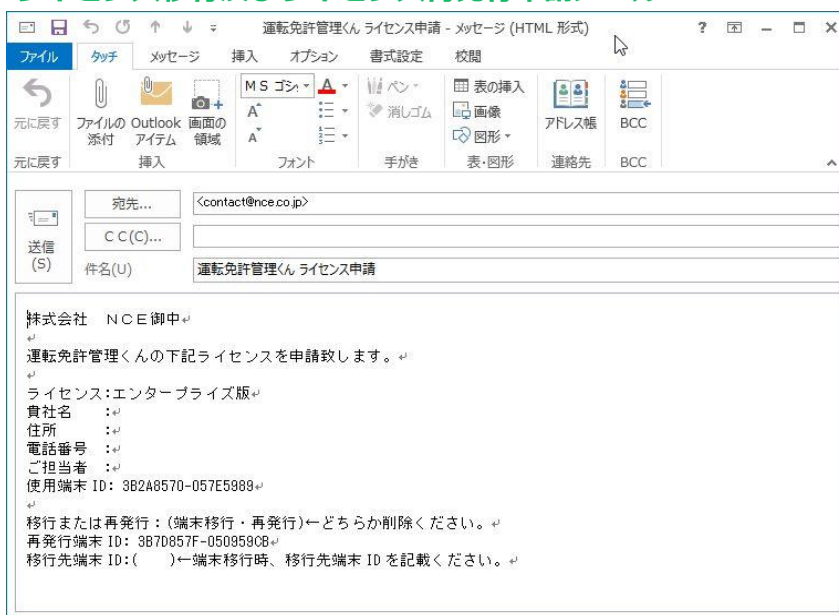 運転免許管理くん ライセンス申請 - メッセージ (HTML 形式)
ファイル タッチ メッセージ 挿入 オプション 書式設定 校閲
元に戻す
ファイルの添付
Outlook アイテム
画面の領域
MS ゴシ
ペン
消しゴム
表の挿入
画像
図形
アドレス帳
BCC
元に戻す 挿入 フォント 手がき 表・図形 連絡先 BCC
送信(S)
宛先... <contact@nce.co.jp>
CC(C)...
件名(U) 運転免許管理くん ライセンス申請
株式会社 NCE御中
運転免許管理くんの下記ライセンスを申請致します。
ライセンス:エンタープライズ版
貴社名 :
住所 :
電話番号 :
ご担当者 :
使用端末 ID: 3B2A8570-057E5989
移行または再発行:(端末移行・再発行)←どちらか削除ください。
再発行端末 ID: 3B7D857F-050959CB
移行先端末 ID:( )←端末移行時、移行先端末 ID を記載ください。